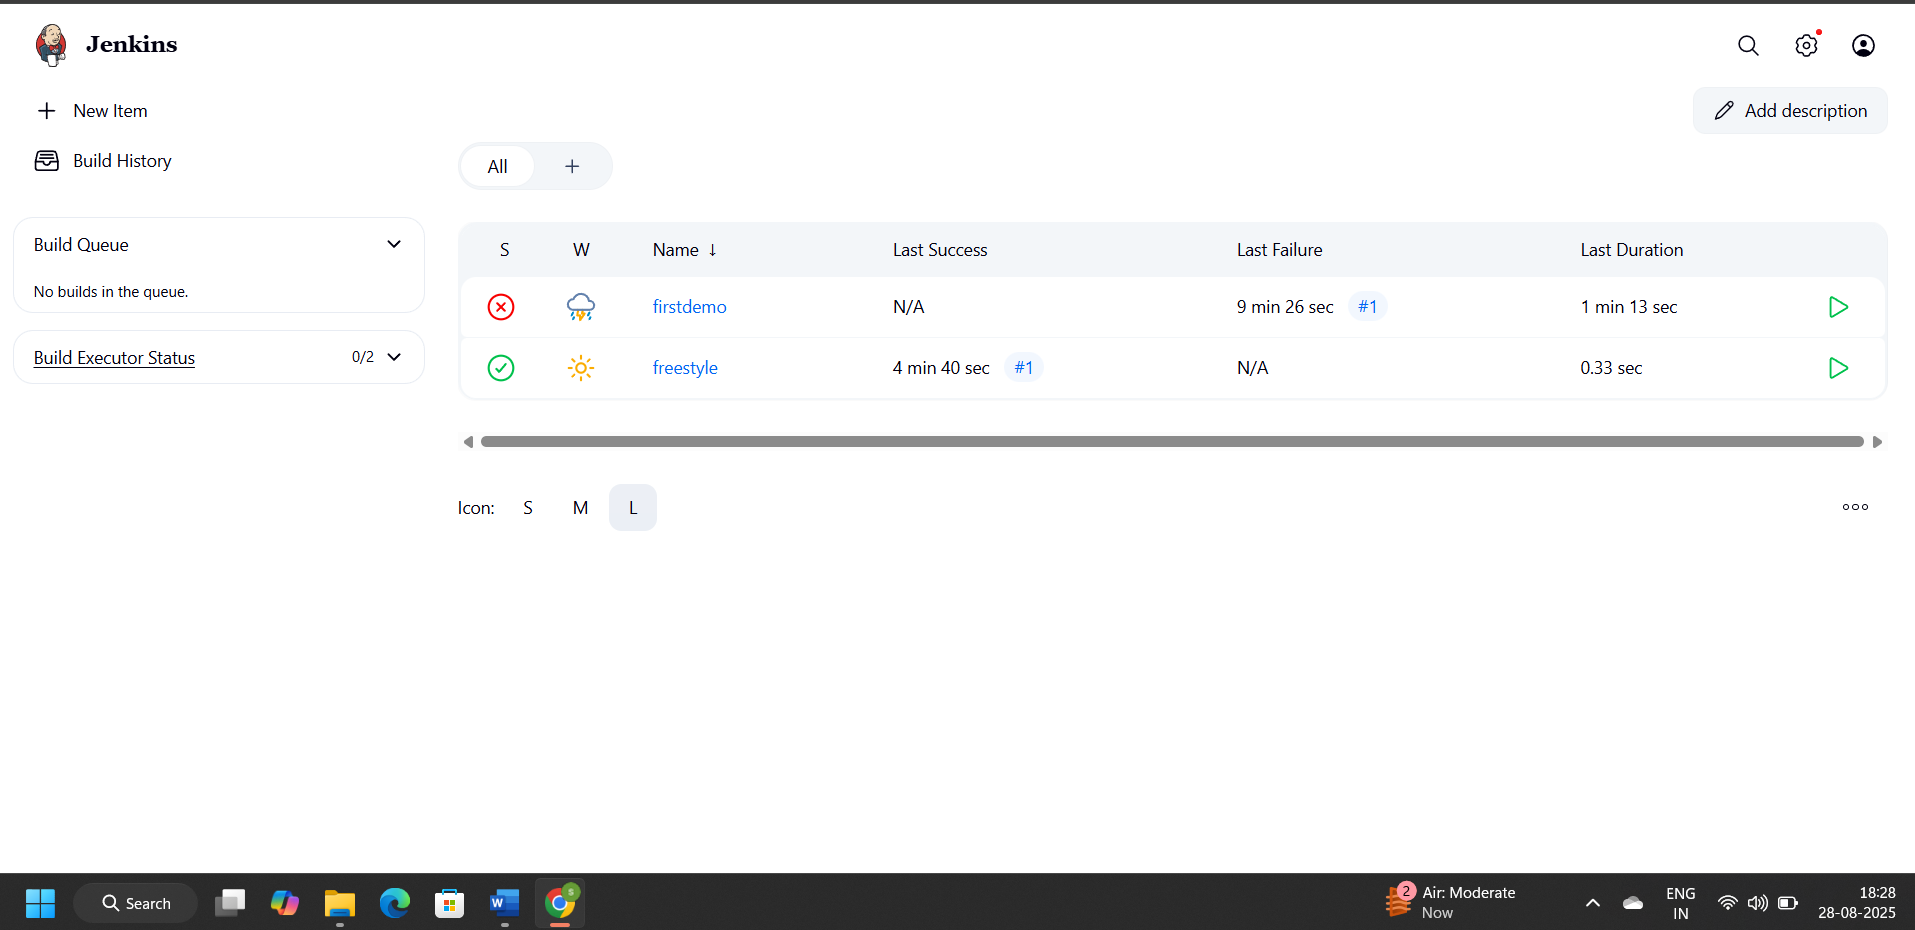 Jenkins
New Item
Add description
Build History
All +
Build Queue
No builds in the queue.
Build Executor Status 0/2
S W Name ↓ Last Success Last Failure Last Duration
firstdemo N/A 9 min 26 sec #1 1 min 13 sec
freestyle 4 min 40 sec #1 N/A 0.33 sec
Icon: S M L
Search
2
Air: Moderate
Now
ENG
IN
18:28
28-08-2025